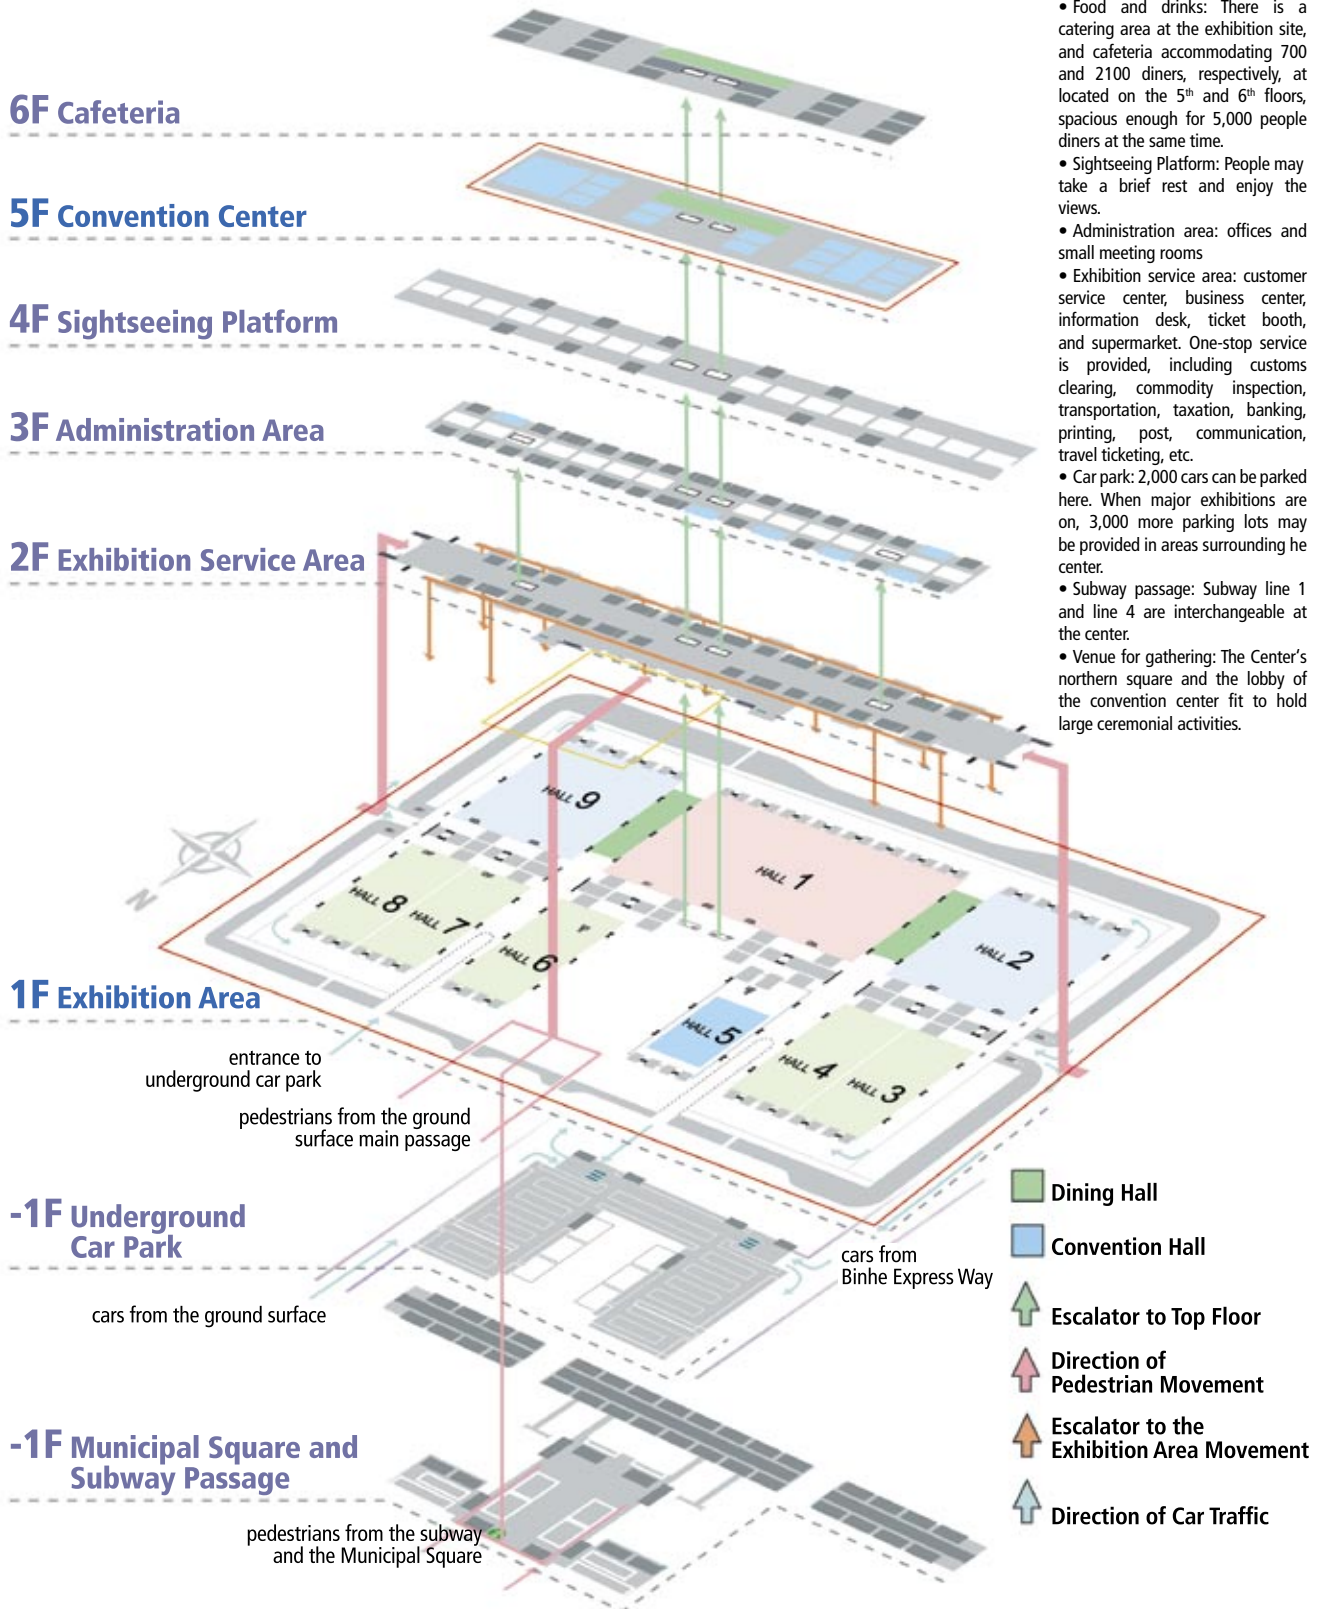 • Food and drinks: There is a
catering area at the exhibition site,
and cafeteria accommodating 700
and 2100 diners, respectively, at
located on the 5th and 6th floors,
spacious enough for 5,000 people
diners at the same time.
• Sightseeing Platform: People may
take a brief rest and enjoy the
views.
• Administration area: offices and
small meeting rooms
• Exhibition service area: customer
service center, business center,
information desk, ticket booth,
and supermarket. One-stop service
is provided, including customs
clearing, commodity inspection,
transportation, taxation, banking,
printing, post, communication,
travel ticketing, etc.
• Car park: 2,000 cars can be parked
here. When major exhibitions are
on, 3,000 more parking lots may
be provided in areas surrounding he
center.
• Subway passage: Subway line 1
and line 4 are interchangeable at
the center.
• Venue for gathering: The Center's
northern square and the lobby of
the convention center fit to hold
large ceremonial activities.
6F Cafeteria
5F Convention Center
4F Sightseeing Platform
3F Administration Area
2F Exhibition Service Area
HALL 9
HALL 1
HALL 8
HALL 7
HALL 6
HALL 2
HALL 5
HALL 4
HALL 3
N
1F Exhibition Area
entrance to
underground car park
pedestrians from the ground
surface main passage
-1F Underground
Car Park
cars from
Binhe Express Way
cars from the ground surface
-1F Municipal Square and
Subway Passage
pedestrians from the subway
and the Municipal Square
Dining Hall
Convention Hall
Escalator to Top Floor
Direction of
Pedestrian Movement
Escalator to the
Exhibition Area Movement
Direction of Car Traffic